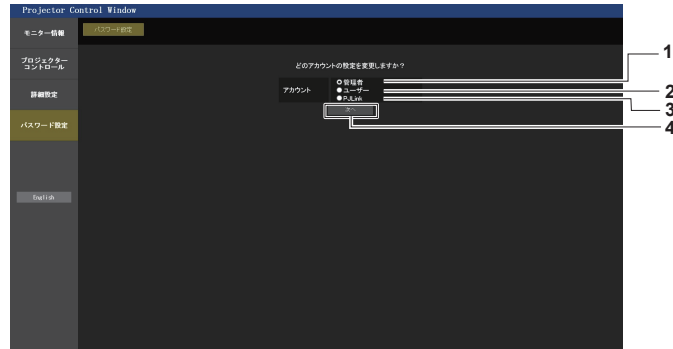 Projector Control Window
モニター情報
パスワード設定
プロジェクター
コントロール
どのアカウントの設定を変更しますか？
1
アカウント
管理者
ユーザー
PJLink
2
3
詳細設定
次へ
4
パスワード設定
English